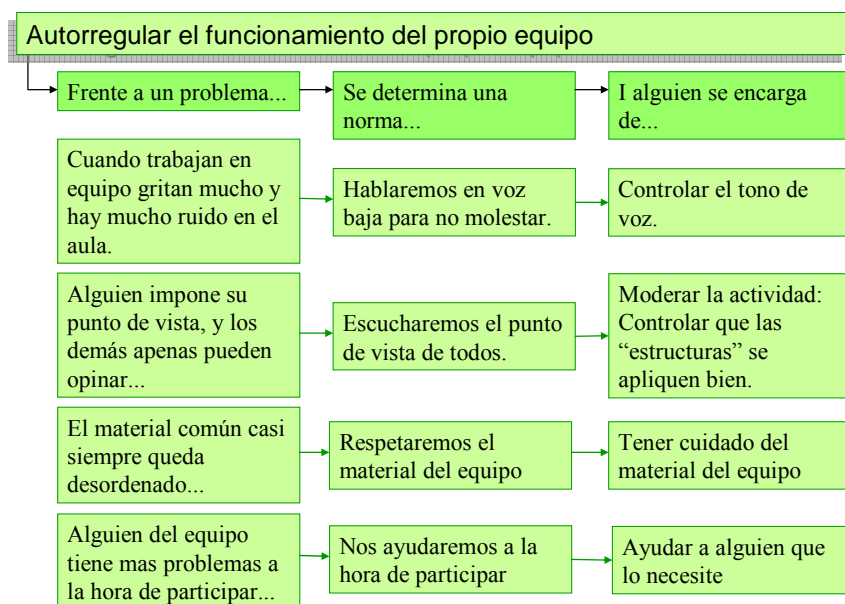 Autorregular el funcionamiento del propio equipo
Frente a un problema...
Se determina una
norma...
I alguien se encarga
de...
Cuando trabajan en
equipo gritan mucho y
hay mucho ruido en el
aula.
Hablaremos en voz
baja para no molestar.
Controlar el tono de
voz.
Alguien impone su
punto de vista, y los
demás apenas pueden
opinar...
Escucharemos el punto
de vista de todos.
Moderar la actividad:
Controlar que las
“estructuras” se
apliquen bien.
El material común casi
siempre queda
desordenado...
Respetaremos el
material del equipo
Tener cuidado del
material del equipo
Alguien del equipo
tiene mas problemas a
la hora de participar...
Nos ayudaremos a la
hora de participar
Ayudar a alguien que
lo necesite